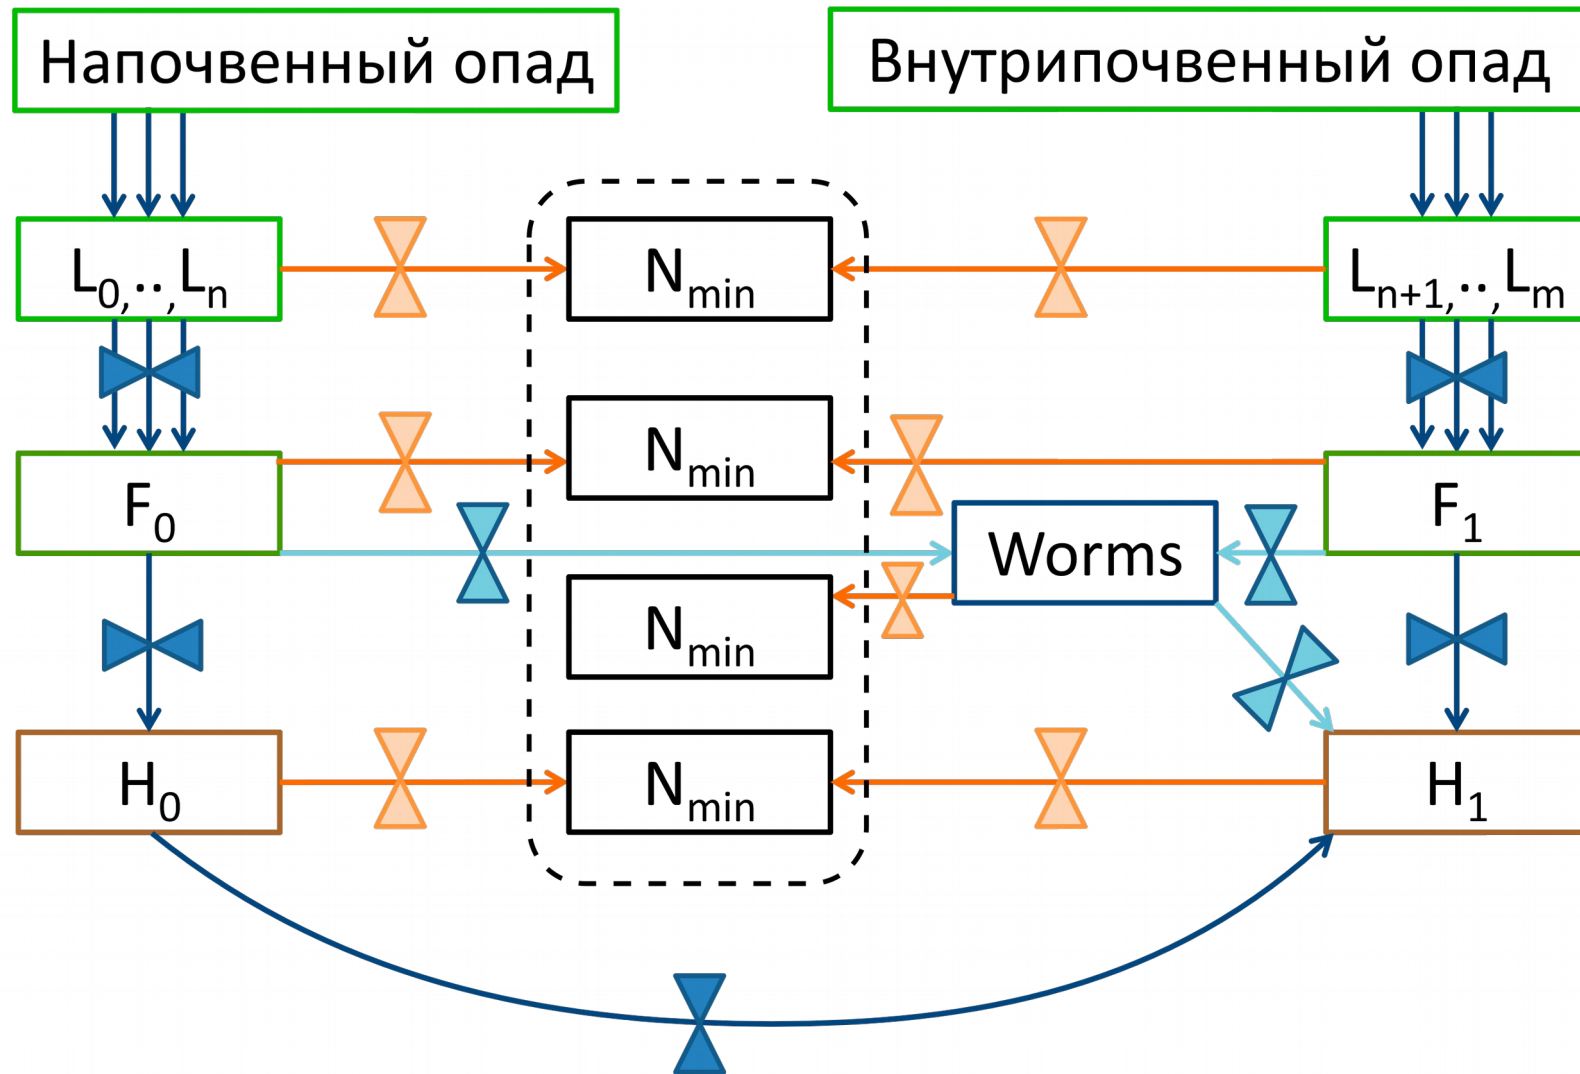 Напочвенный опад
Внутрипочвенный опад
L₀,..,Lₙ
Nmin
Lₙ₊₁,..,Lₘ
F₀
Nmin
F₁
Worms
Nmin
H₀
Nmin
H₁